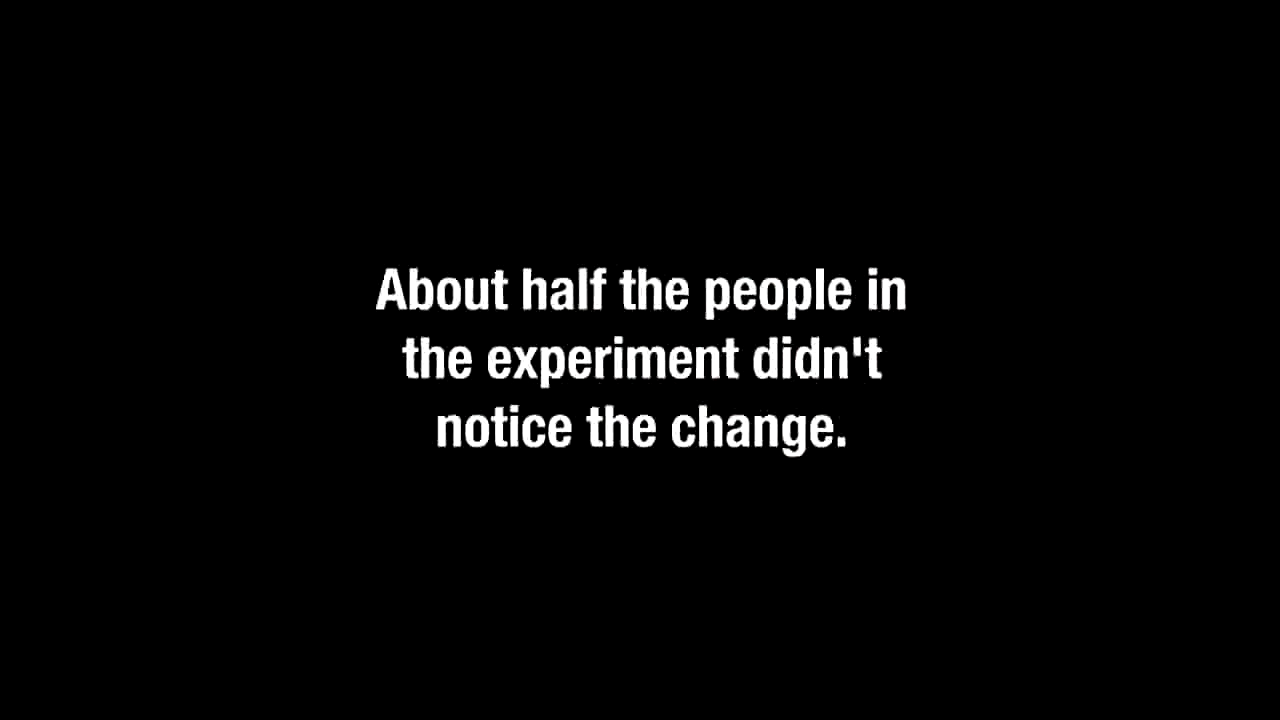 About half the people in
the experiment didn't
notice the change.